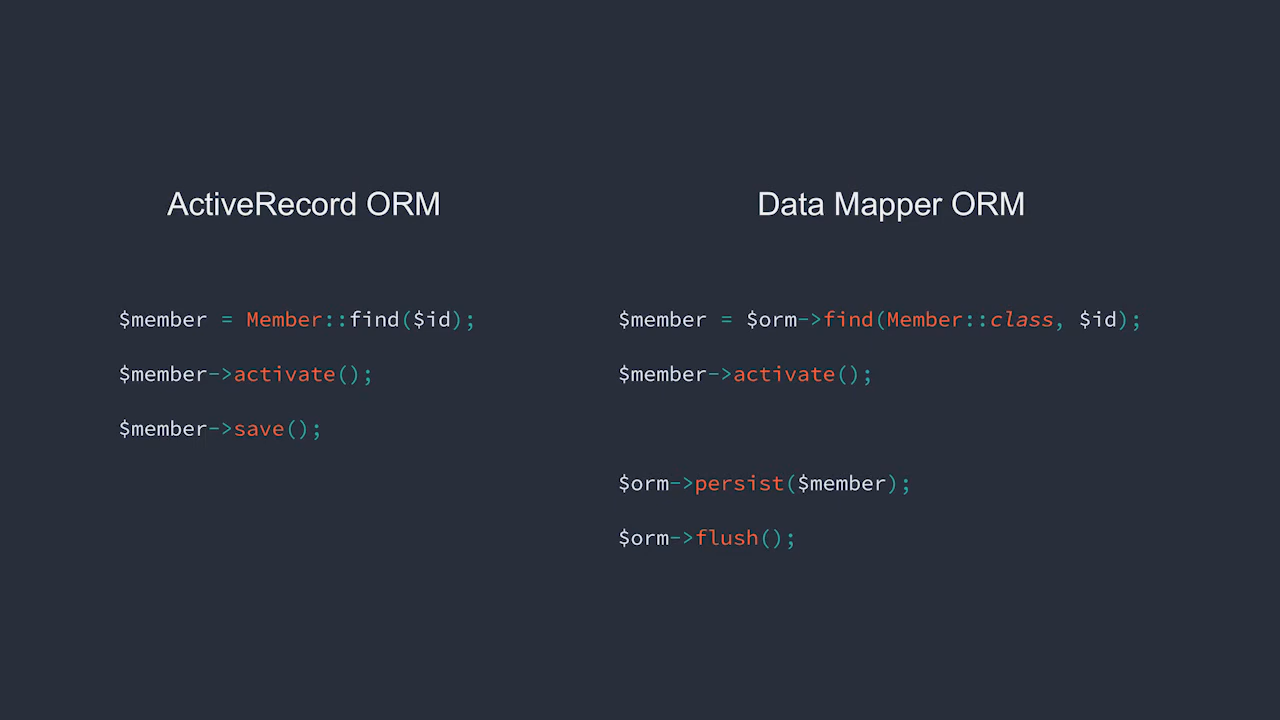 ActiveRecord ORM
$member = Member::find($id);
$member->activate();
$member->save();
Data Mapper ORM
$member = $orm->find(Member::class, $id);
$member->activate();
$orm->persist($member);
$orm->flush();